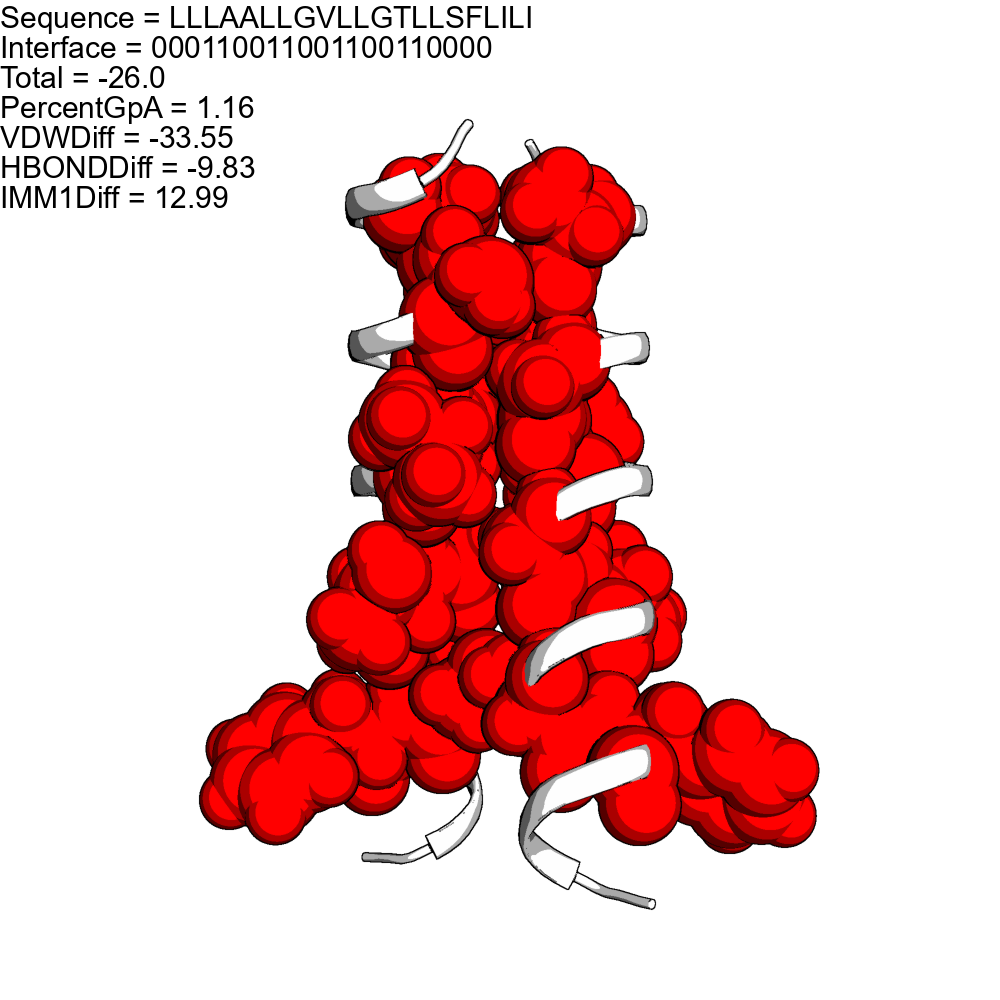 Sequence = LLLAALLGVLLGTLLSFLILI
Interface = 000110011001100110000
Total = -26.0
PercentGpA = 1.16
VDWDiff = -33.55
HBONDDiff = -9.83
IMM1Diff = 12.99